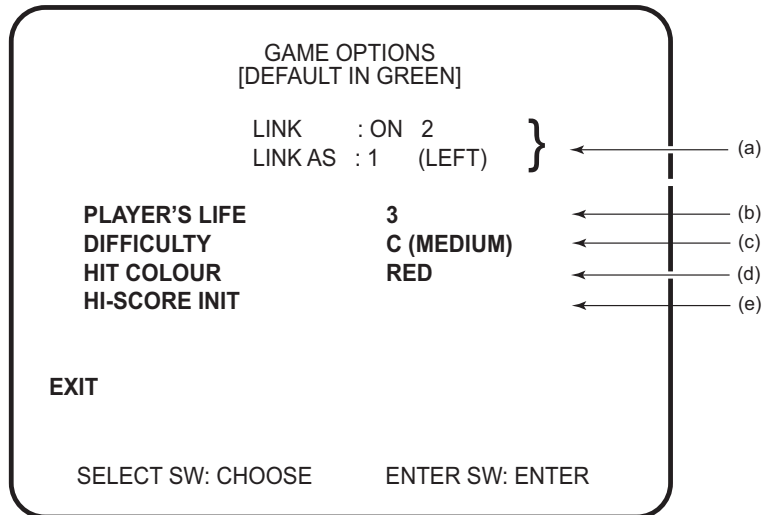 GAME OPTIONS
[DEFAULT IN GREEN]
LINK : ON 2
LINK AS : 1 (LEFT)
}
(a)
PLAYER'S LIFE 3 (b)
DIFFICULTY C (MEDIUM) (c)
HIT COLOUR RED (d)
HI-SCORE INIT (e)
EXIT
SELECT SW: CHOOSE ENTER SW: ENTER